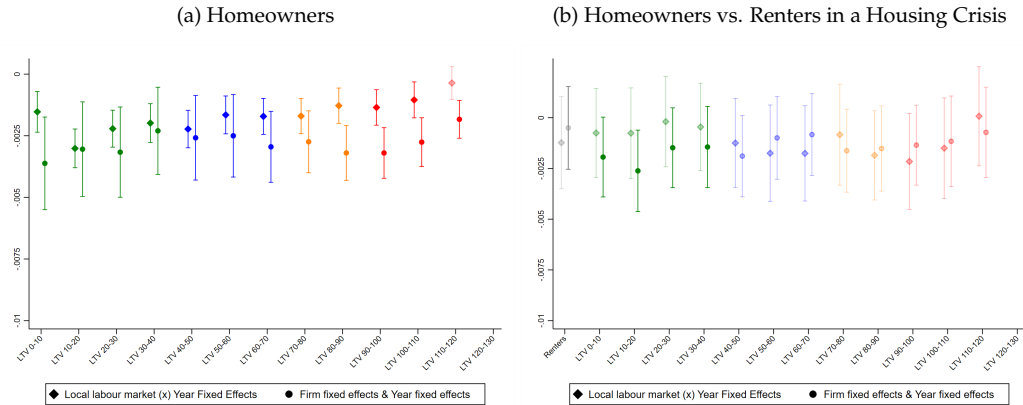 (a) Homeowners
0
-.0025
-.005
-.0075
-.01
LTV 0-10
LTV 10-20
LTV 20-30
LTV 30-40
LTV 40-50
LTV 50-60
LTV 60-70
LTV 70-80
LTV 80-90
LTV 90-100
LTV 100-110
LTV 110-120
LTV 120-130
Local labour market (x) Year Fixed Effects
Firm fixed effects & Year fixed effects
(b) Homeowners vs. Renters in a Housing Crisis
0
-.0025
-.005
-.0075
-.01
Renters
LTV 0-10
LTV 10-20
LTV 20-30
LTV 30-40
LTV 40-50
LTV 50-60
LTV 60-70
LTV 70-80
LTV 80-90
LTV 90-100
LTV 100-110
LTV 110-120
LTV 120-130
Local labour market (x) Year Fixed Effects
Firm fixed effects & Year fixed effects